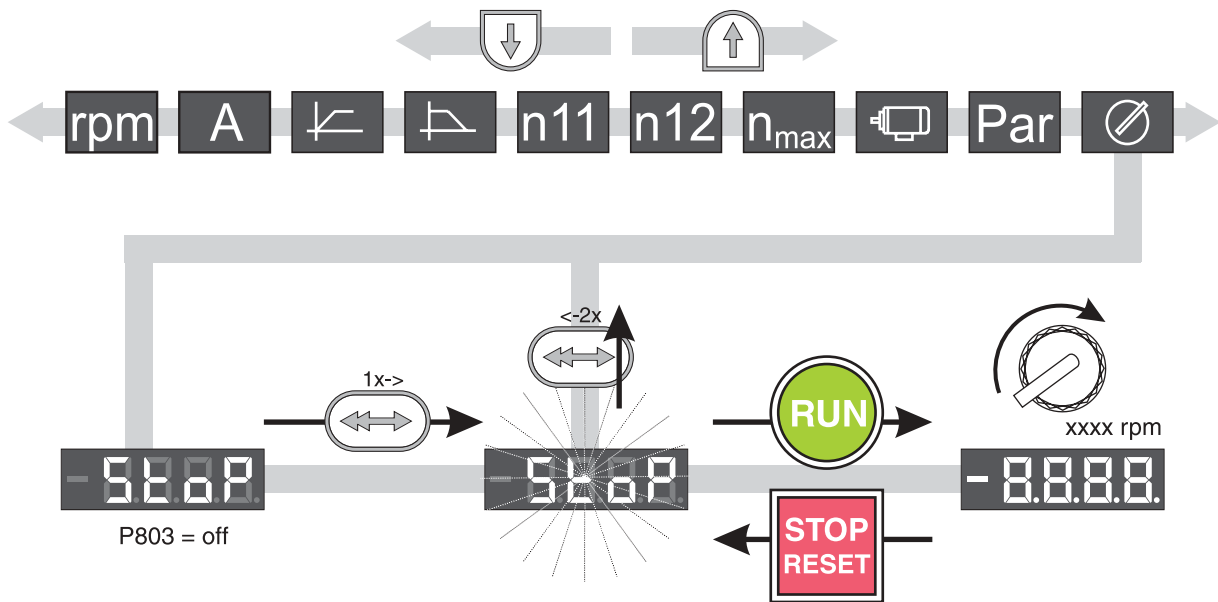 rpm A n11 n12 nmax Par
<-2x
1x->
RUN
xxxx rpm
StoP
StoP
-8.8.8.8.
P803 = off
STOP
RESET